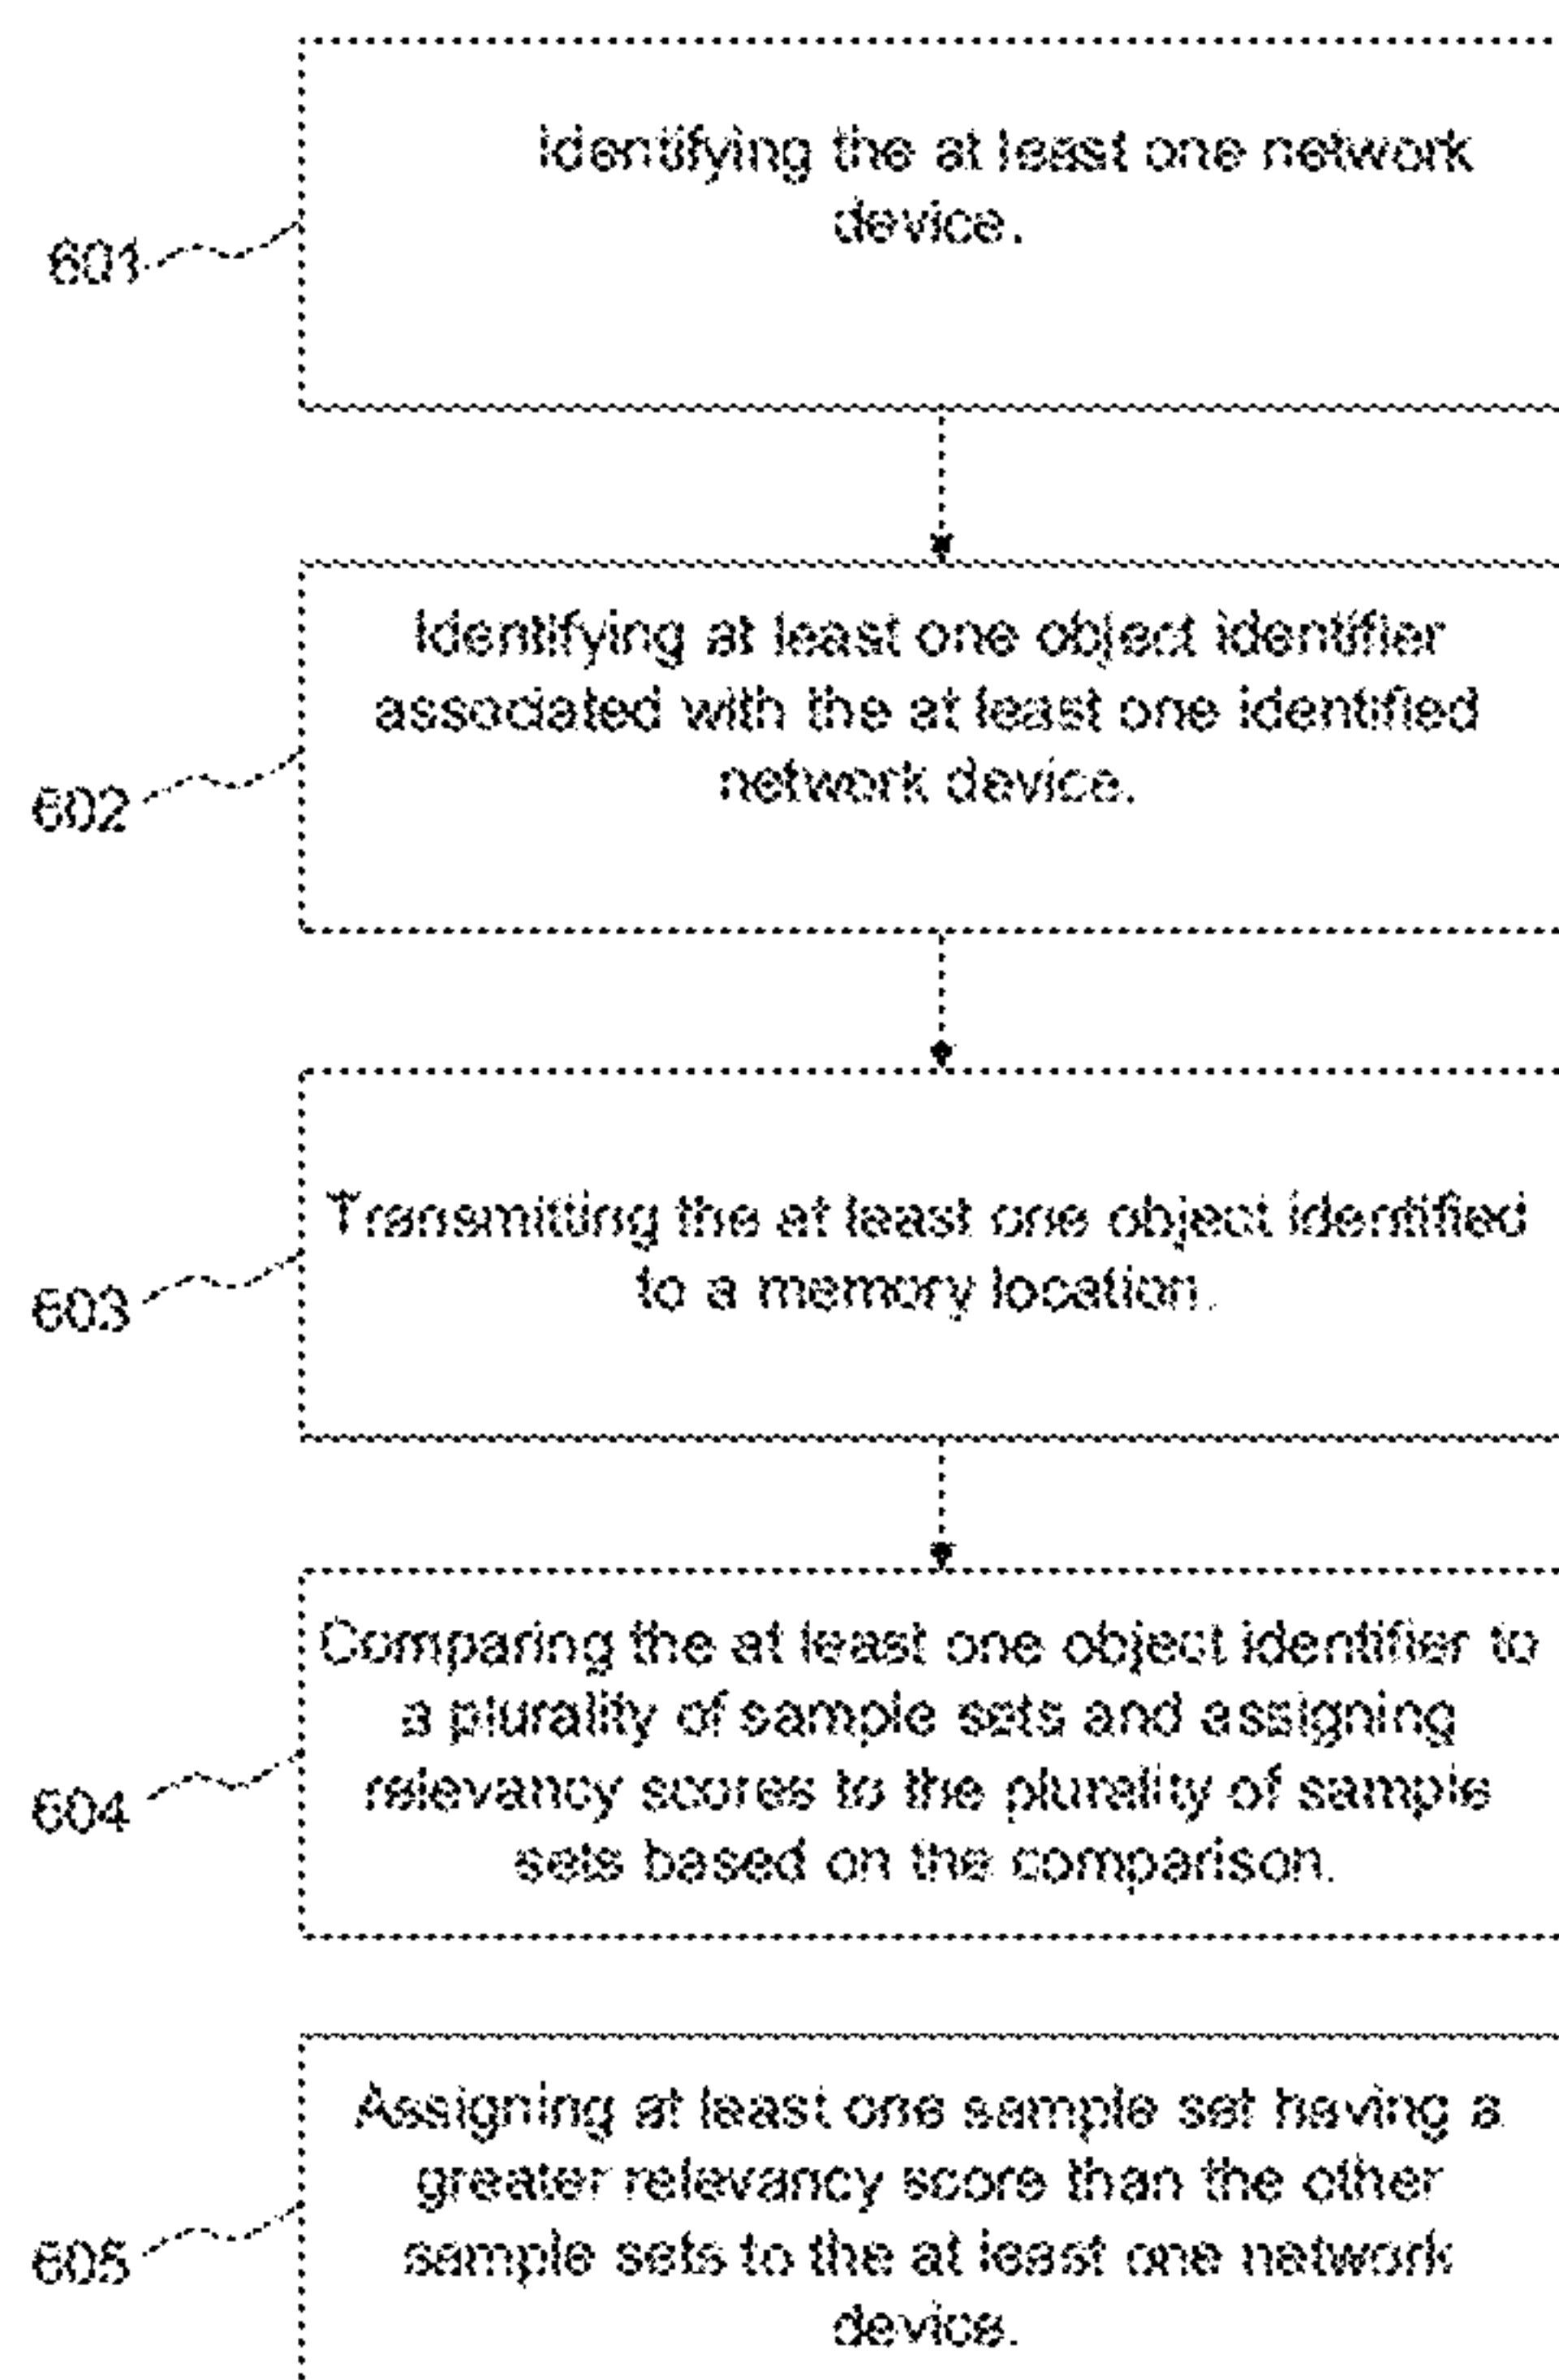 Identifying the at least one network
device.
601
Identifying at least one object identifier
associated with the at least one identified
network device.
602
Transmitting the at least one object identified
to a memory location.
603
Comparing the at least one object identifier to
a plurality of sample sets and assigning
relevancy scores to the plurality of sample
sets based on the comparison.
604
Assigning at least one sample set having a
greater relevancy score than the other
sample sets to the at least one network
device.
605